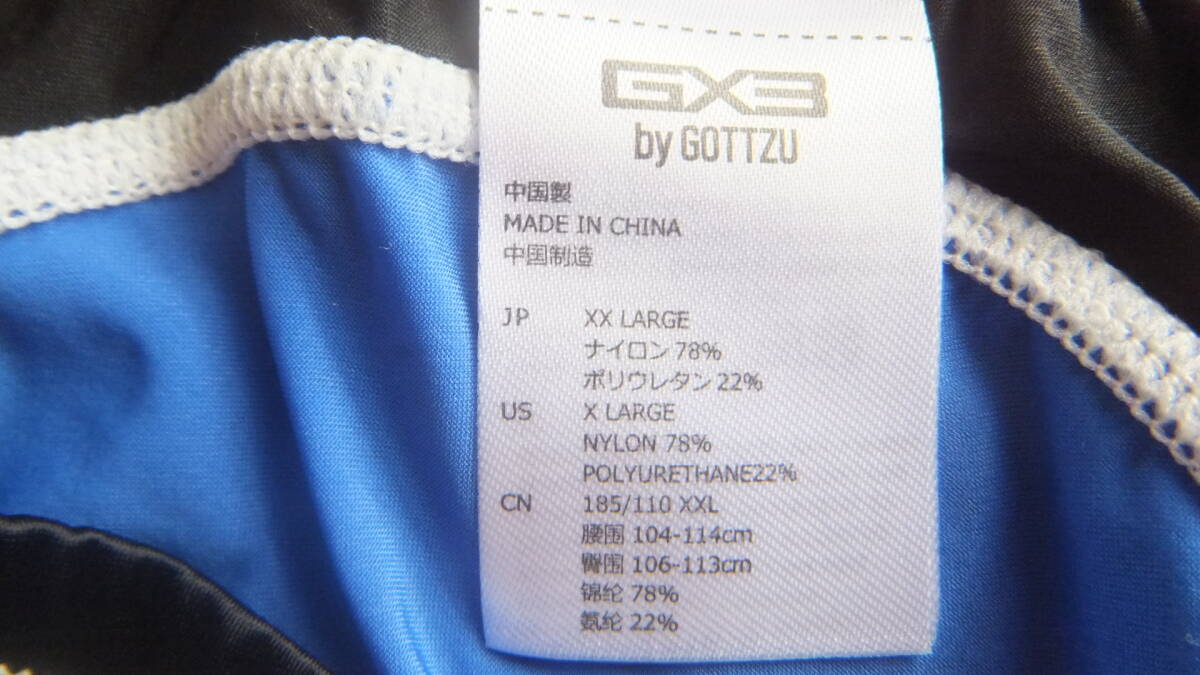 GX3
by GOTTZU
中国製
MADE IN CHINA
中国制造
JP XX LARGE
ナイロン 78%
ポリウレタン 22%
US X LARGE
NYLON 78%
POLYURETHANE22%
CN 185/110 XXL
腰围 104-114cm
臀围 106-113cm
锦纶 78%
氨纶 22%